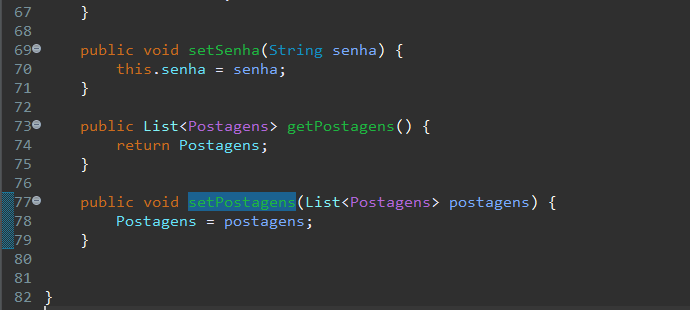 67     }
68
69     public void setSenha(String senha) {
70         this.senha = senha;
71     }
72
73     public List<Postagens> getPostagens() {
74         return Postagens;
75     }
76
77     public void setPostagens(List<Postagens> postagens) {
78         Postagens = postagens;
79     }
80
81
82 }